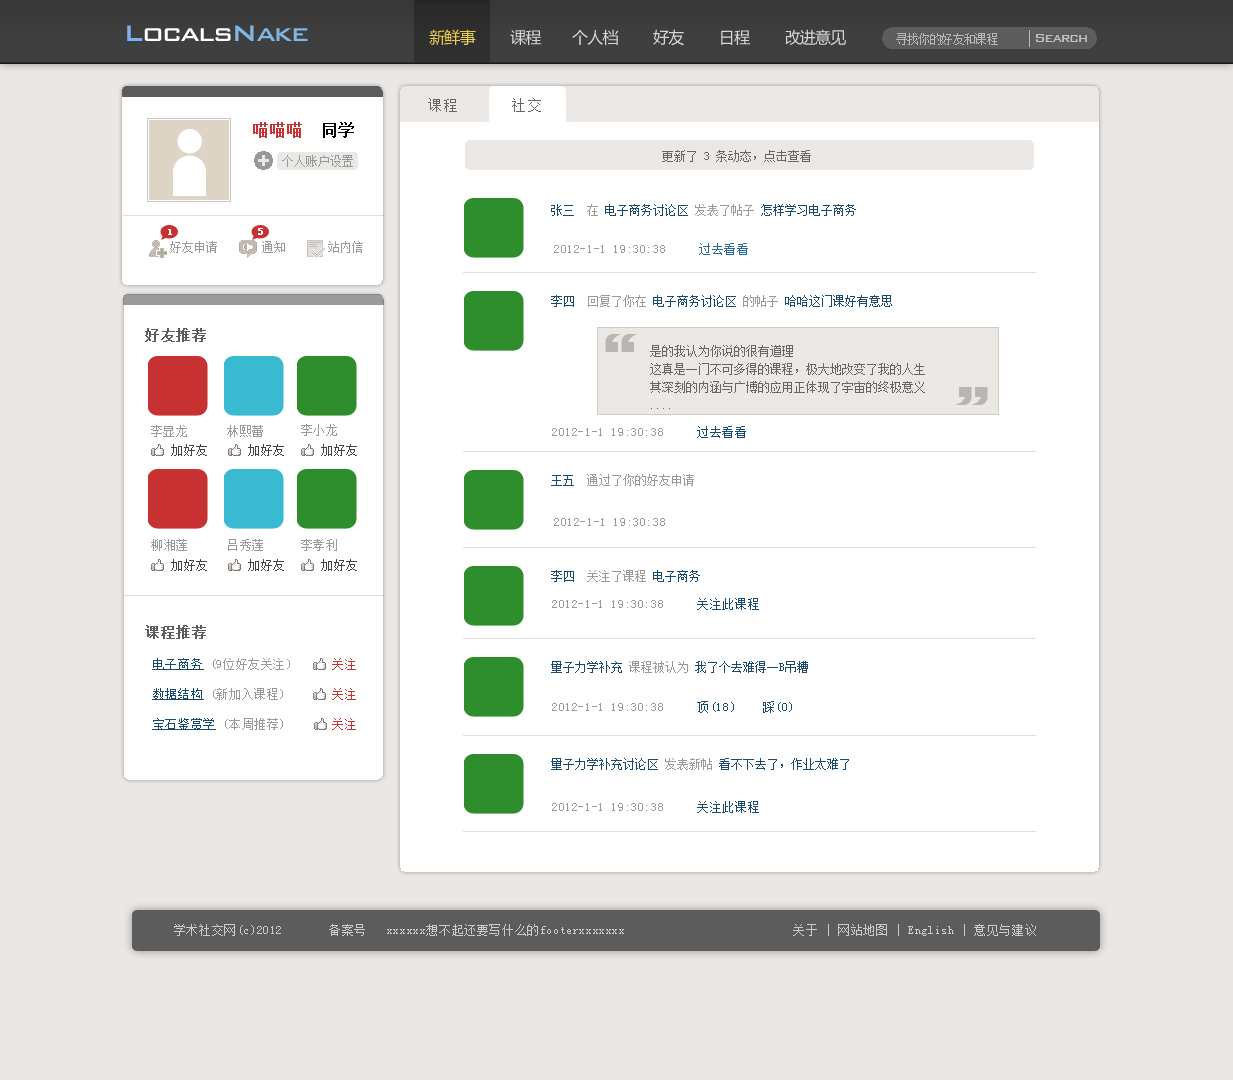 LocalsNake
新鲜事 课程 个人档 好友 日程 改进意见 寻找你的好友和课程 Search
喵喵喵 同学
个人账户设置
1 5
好友申请 通知 站内信
好友推荐
李显龙 林熙蕾 李小龙
加好友 加好友 加好友
柳湘莲 吕秀莲 李孝利
加好友 加好友 加好友
课程推荐
电子商务 (9位好友关注) 关注
数据结构 (新加入课程) 关注
宝石鉴赏学 (本周推荐) 关注
课程 社交
更新了 3 条动态，点击查看
张三 在 电子商务讨论区 发表了帖子 怎样学习电子商务
2012-1-1 19:30:38 过去看看
李四 回复了你在 电子商务讨论区 的帖子 哈哈这门课好有意思
“ 是的我认为你说的很有道理
这真是一门不可多得的课程，极大地改变了我的人生
其深刻的内涵与广博的应用正体现了宇宙的终极意义
.... ”
2012-1-1 19:30:38 过去看看
王五 通过了你的好友申请
2012-1-1 19:30:38
李四 关注了课程 电子商务
2012-1-1 19:30:38 关注此课程
量子力学补充 课程被认为 我了个去难得一B吊糟
2012-1-1 19:30:38 顶(18) 踩(0)
量子力学补充讨论区 发表新帖 看不下去了，作业太难了
2012-1-1 19:30:38 关注此课程
学术社交网(c)2012 备案号 xxxxxx想不起还要写什么的footerxxxxxxx 关于 | 网站地图 | English | 意见与建议